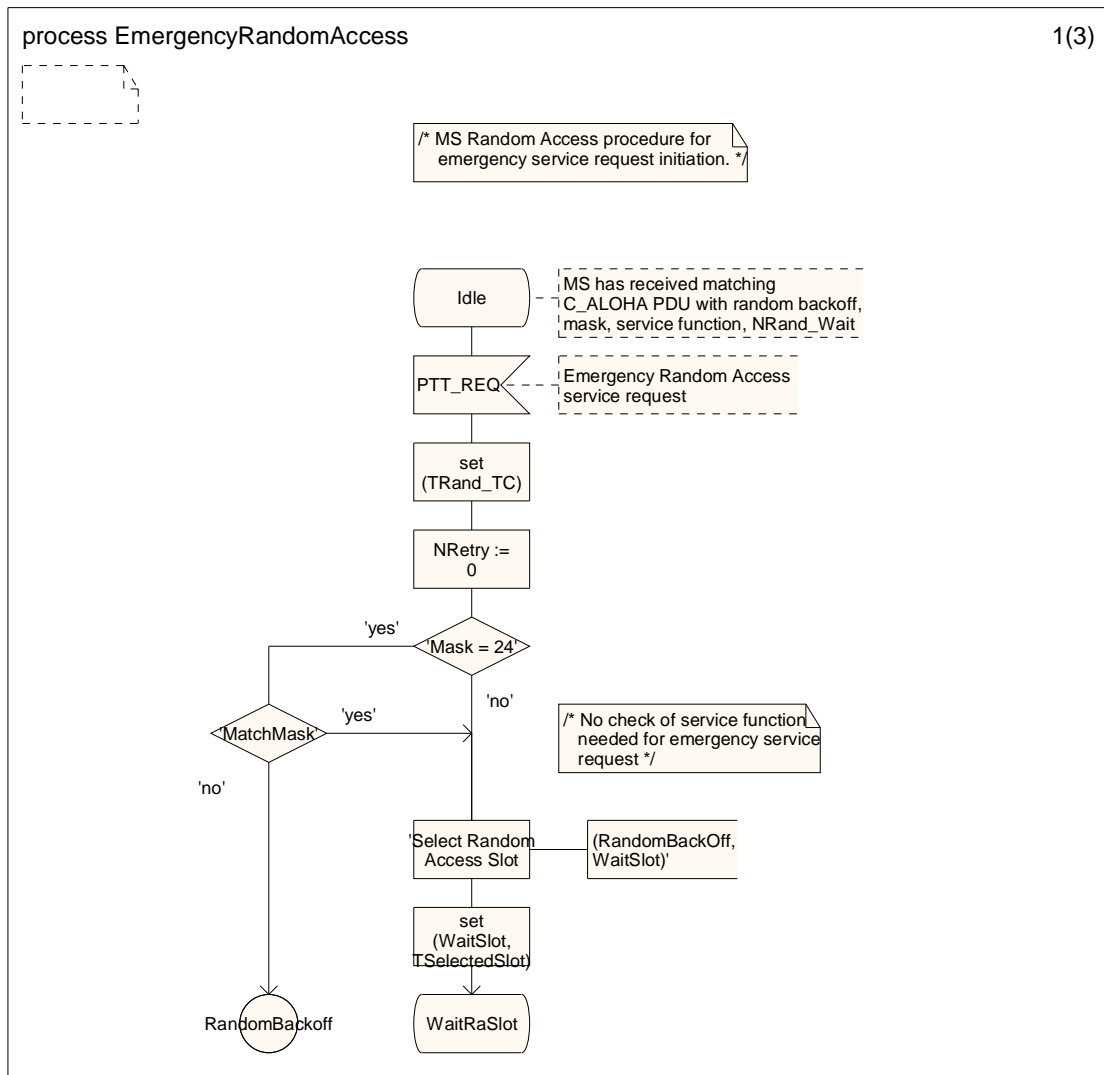 process EmergencyRandomAccess
1(3)
/* MS Random Access procedure for
emergency service request initiation. */
Idle
MS has received matching
C_ALOHA PDU with random backoff,
mask, service function, NRand_Wait
PTT_REQ
Emergency Random Access
service request
set
(TRand_TC)
NRetry :=
0
'yes'
'Mask = 24'
'no'
'MatchMask'
'yes'
/* No check of service function
needed for emergency service
request */
'no'
'Select Random
Access Slot
(RandomBackOff,
WaitSlot)'
set
(WaitSlot,
TSelectedSlot)
RandomBackoff
WaitRaSlot